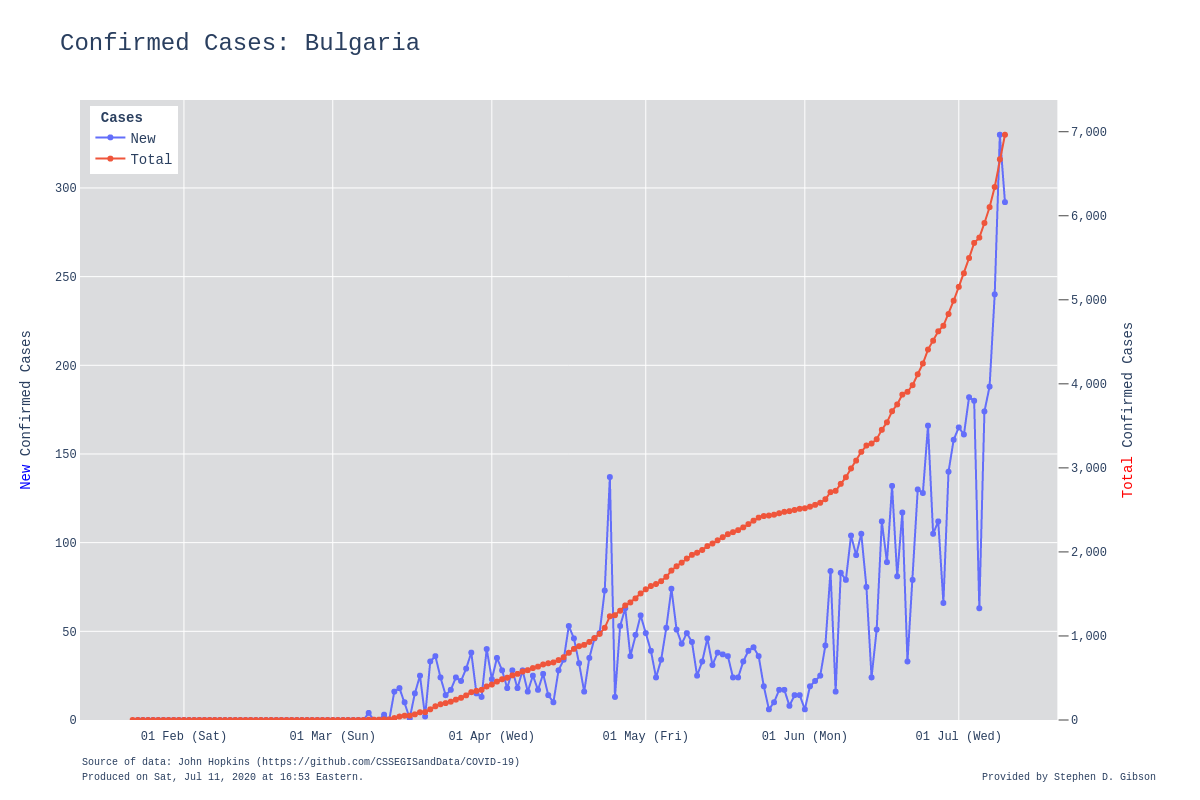 Confirmed Cases: Bulgaria
Cases
New
Total
300
250
200
150
100
50
0
7,000
6,000
5,000
4,000
3,000
2,000
1,000
0
New Confirmed Cases
Total Confirmed Cases
01 Feb (Sat)
01 Mar (Sun)
01 Apr (Wed)
01 May (Fri)
01 Jun (Mon)
01 Jul (Wed)
Source of data: John Hopkins (https://github.com/CSSEGISandData/COVID-19)
Produced on Sat, Jul 11, 2020 at 16:53 Eastern.
Provided by Stephen D. Gibson